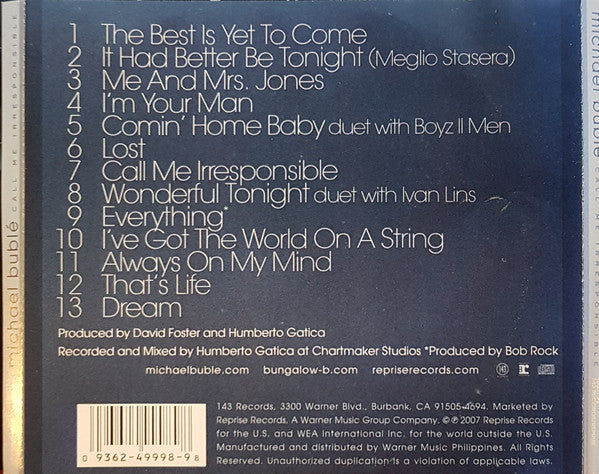 1 The Best Is Yet To Come
2 It Had Better Be Tonight (Meglio Stasera)
3 Me And Mrs. Jones
4 I'm Your Man
5 Comin' Home Baby duet with Boyz II Men
6 Lost
7 Call Me Irresponsible
8 Wonderful Tonight duet with Ivan Lins
9 Everything*
10 I've Got The World On A String
11 Always On My Mind
12 That's Life
13 Dream
Produced by David Foster and Humberto Gatica
Recorded and Mixed by Humberto Gatica at Chartmaker Studios *Produced by Bob Rock
michaelbuble.com bungalow-b.com repriserecords.com
143 Records, 3300 Warner Blvd., Burbank, CA 91505-4694. Marketed by
Reprise Records, A Warner Music Group Company. ©℗ 2007 Reprise Records
for the U.S. and WEA International Inc. for the world outside the U.S.
Manufactured and distributed by Warner Music Philippines. All Rights
Reserved. Unauthorized duplication is a violation of applicable laws.
0 9362-49998-9 8
michael bublé CALL ME IRRESPONSIBLE
michael bublé CALL ME IRRESPONSIBLE